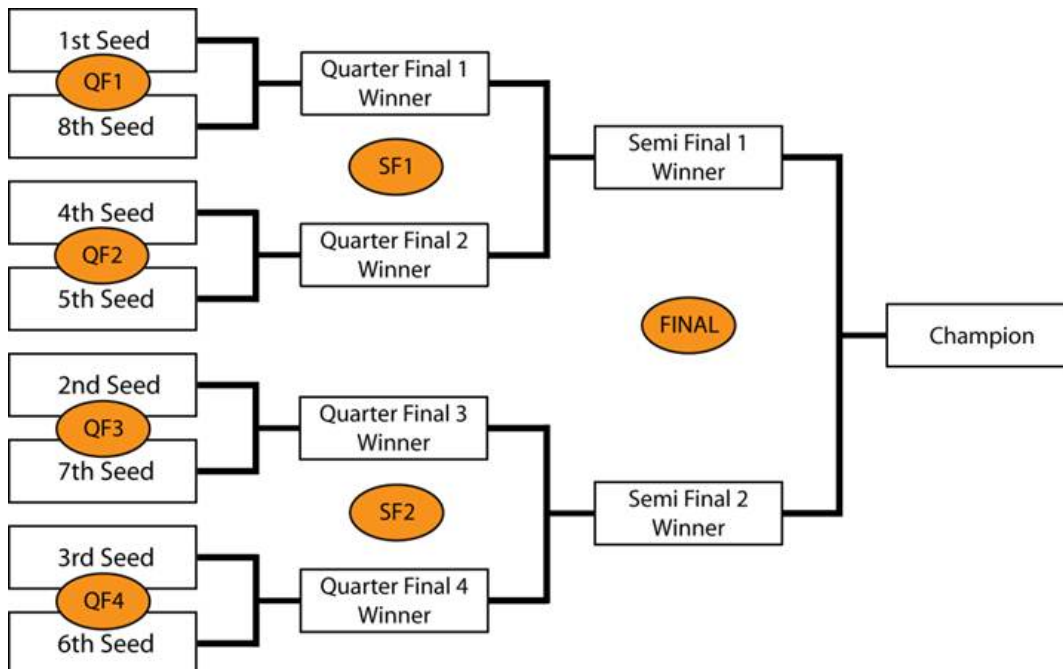 1st Seed
QF1
8th Seed
Quarter Final 1
Winner
SF1
4th Seed
QF2
5th Seed
Quarter Final 2
Winner
Semi Final 1
Winner
FINAL
Champion
2nd Seed
QF3
7th Seed
Quarter Final 3
Winner
SF2
3rd Seed
QF4
6th Seed
Quarter Final 4
Winner
Semi Final 2
Winner